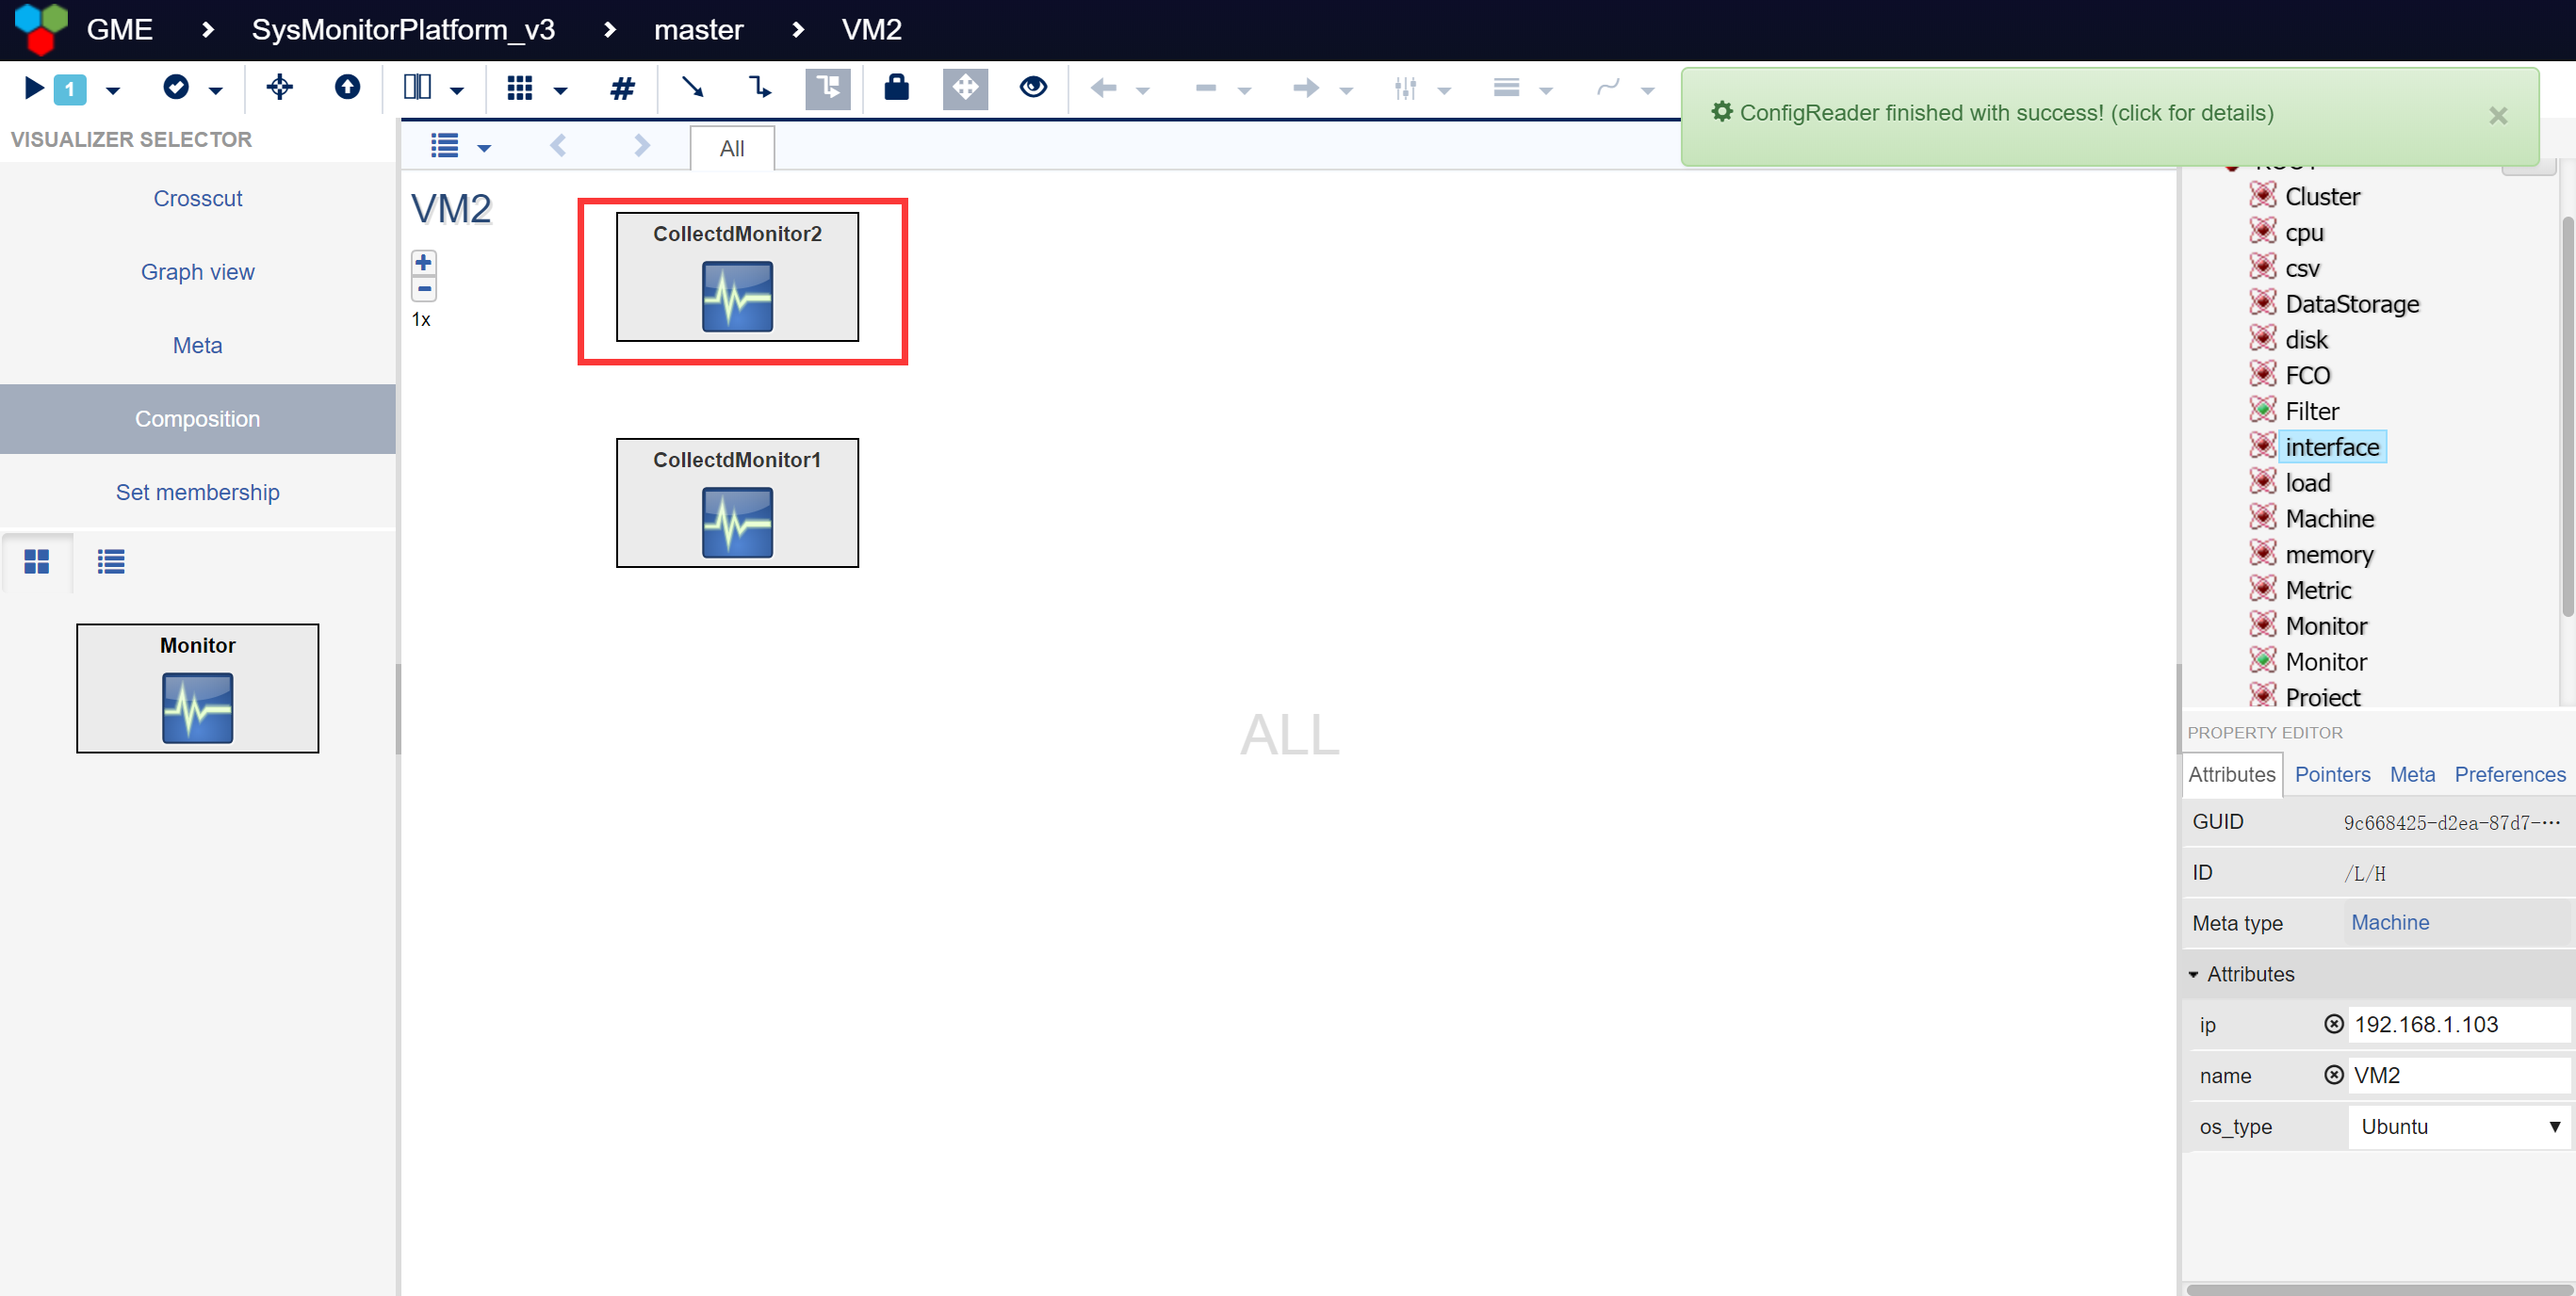 GME > SysMonitorPlatform_v3 > master > VM2
1
ConfigReader finished with success! (click for details)
VISUALIZER SELECTOR
Crosscut
Graph view
Meta
Composition
Set membership
Monitor
All
VM2
1x
CollectdMonitor2
CollectdMonitor1
ALL
ROOT
Cluster
cpu
csv
DataStorage
disk
FCO
Filter
interface
load
Machine
memory
Metric
Monitor
Monitor
Project
PROPERTY EDITOR
Attributes Pointers Meta Preferences
GUID 9c668425-d2ea-87d7-···
ID /L/H
Meta type Machine
Attributes
ip 192.168.1.103
name VM2
os_type Ubuntu